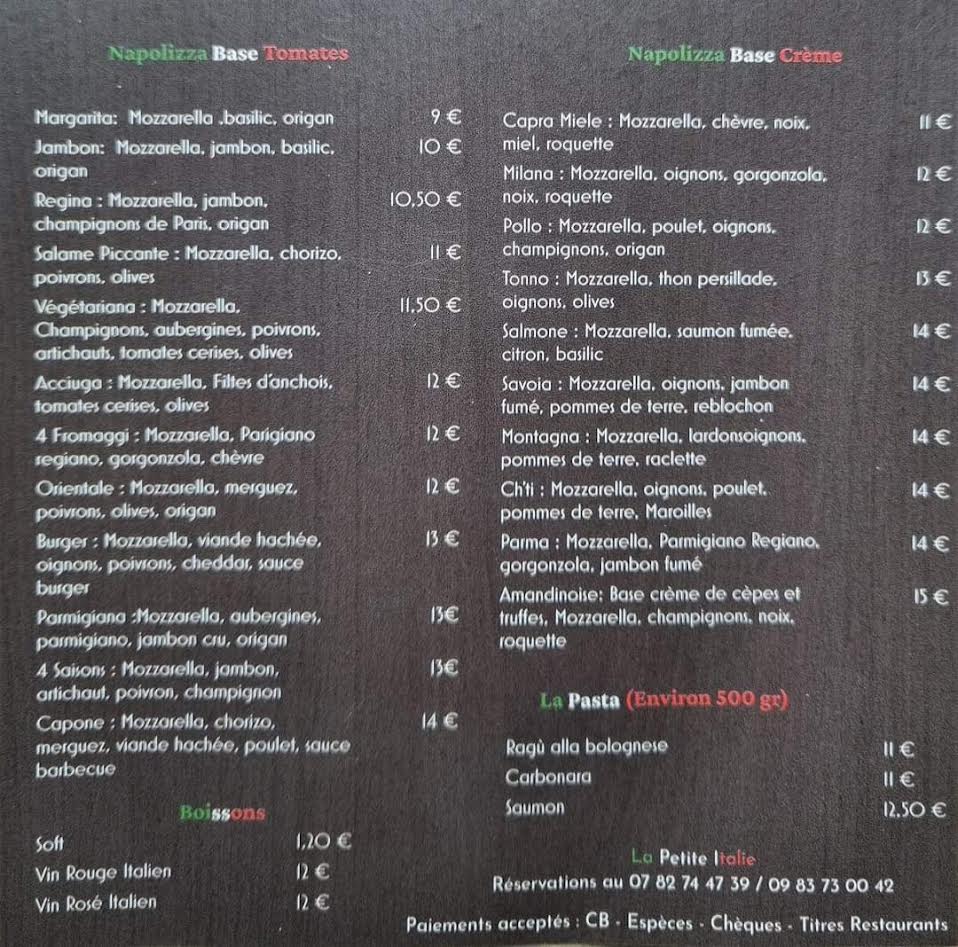 Napolizza Base Tomates
Margarita: Mozzarella ,basilic, origan 9 €
Jambon: Mozzarella, jambon, basilic, 10 €
origan
Regina : Mozzarella, jambon, 10,50 €
champignons de Paris, origan
Salame Piccante : Mozzarella, chorizo, 11 €
poivrons, olives
Végétariana : Mozzarella, 11,50 €
Champignons, aubergines, poivrons,
artichauts, tomates cerises, olives
Acciuga : Mozzarella, Filtes d'anchois, 12 €
tomates cerises, olives
4 Fromaggi : Mozzarella, Parigiano 12 €
regiano, gorgonzola, chèvre
Orientale : Mozzarella, merguez, 12 €
poivrons, olives, origan
Burger : Mozzarella, viande hachée, 13 €
oignons, poivrons, cheddar, sauce
burger
Parmigiana :Mozzarella, aubergines, 13€
parmigiano, jambon cru, origan
4 Saisons : Mozzarella, jambon, 13€
artichaut, poivron, champignon
Capone : Mozzarella, chorizo, 14 €
merguez, viande hachée, poulet, sauce
barbecue
Boissons
Soft 1,20 €
Vin Rouge Italien 12 €
Vin Rosé Italien 12 €
Napolizza Base Crème
Capra Miele : Mozzarella, chèvre, noix, 11 €
miel, roquette
Milana : Mozzarella, oignons, gorgonzola, 12 €
noix, roquette
Pollo : Mozzarella, poulet, oignons, 12 €
champignons, origan
Tonno : Mozzarella, thon persillade, 13 €
oignons, olives
Salmone : Mozzarella, saumon fumée, 14 €
citron, basilic
Savoia : Mozzarella, oignons, jambon 14 €
fumé, pommes de terre, reblochon
Montagna : Mozzarella, lardonsoignons, 14 €
pommes de terre, raclette
Ch'ti : Mozzarella, oignons, poulet, 14 €
pommes de terre, Maroilles
Parma : Mozzarella, Parmigiano Regiano, 14 €
gorgonzola, jambon fumé
Amandinoise: Base crème de cèpes et 15 €
truffes, Mozzarella, champignons, noix,
roquette
La Pasta (Environ 500 gr)
Ragù alla bolognese 11 €
Carbonara 11 €
Saumon 12,50 €
La Petite Italie
Réservations au 07 82 74 47 39 / 09 83 73 00 42
Paiements acceptés : CB - Espèces - Chèques - Titres Restaurants